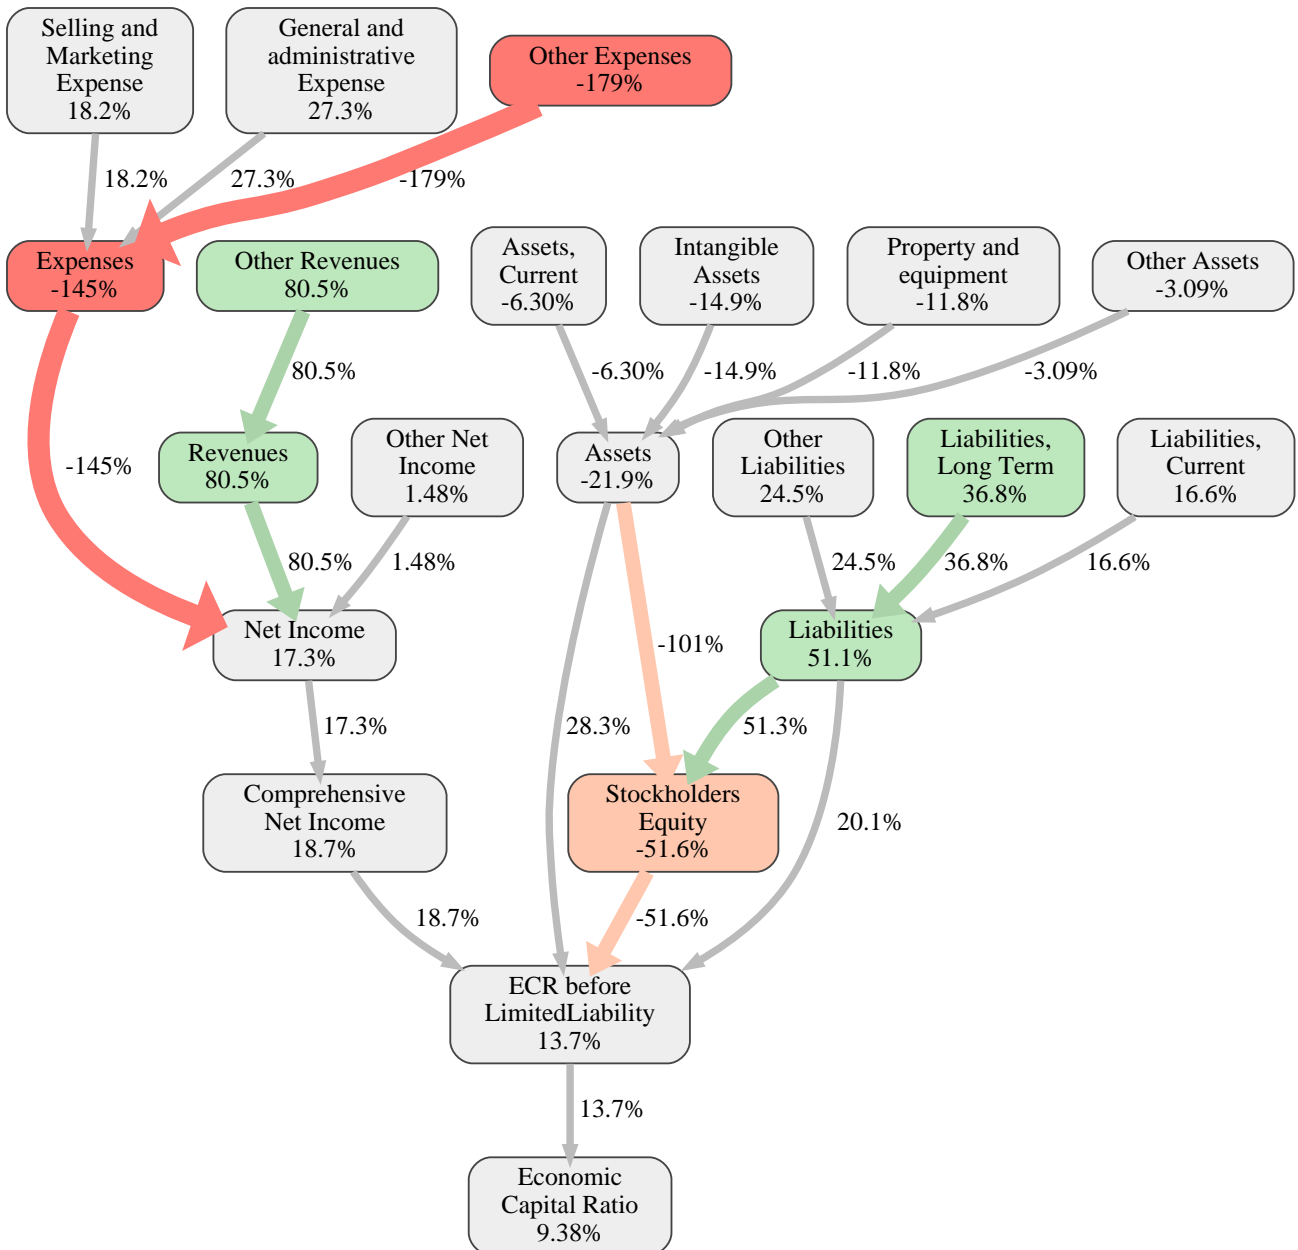 Selling and
Marketing
Expense
18.2%
General and
administrative
Expense
27.3%
Other Expenses
-179%
18.2%
27.3%
-179%
Expenses
-145%
Other Revenues
80.5%
Assets,
Current
-6.30%
Intangible
Assets
-14.9%
Property and
equipment
-11.8%
Other Assets
-3.09%
80.5%
-6.30%
-14.9%
-11.8%
-3.09%
-145%
Revenues
80.5%
Other Net
Income
1.48%
Assets
-21.9%
Other
Liabilities
24.5%
Liabilities,
Long Term
36.8%
Liabilities,
Current
16.6%
80.5%
1.48%
24.5%
36.8%
16.6%
Net Income
17.3%
-101%
Liabilities
51.1%
17.3%
28.3%
51.3%
Comprehensive
Net Income
18.7%
Stockholders
Equity
-51.6%
20.1%
18.7%
-51.6%
ECR before
LimitedLiability
13.7%
13.7%
Economic
Capital Ratio
9.38%